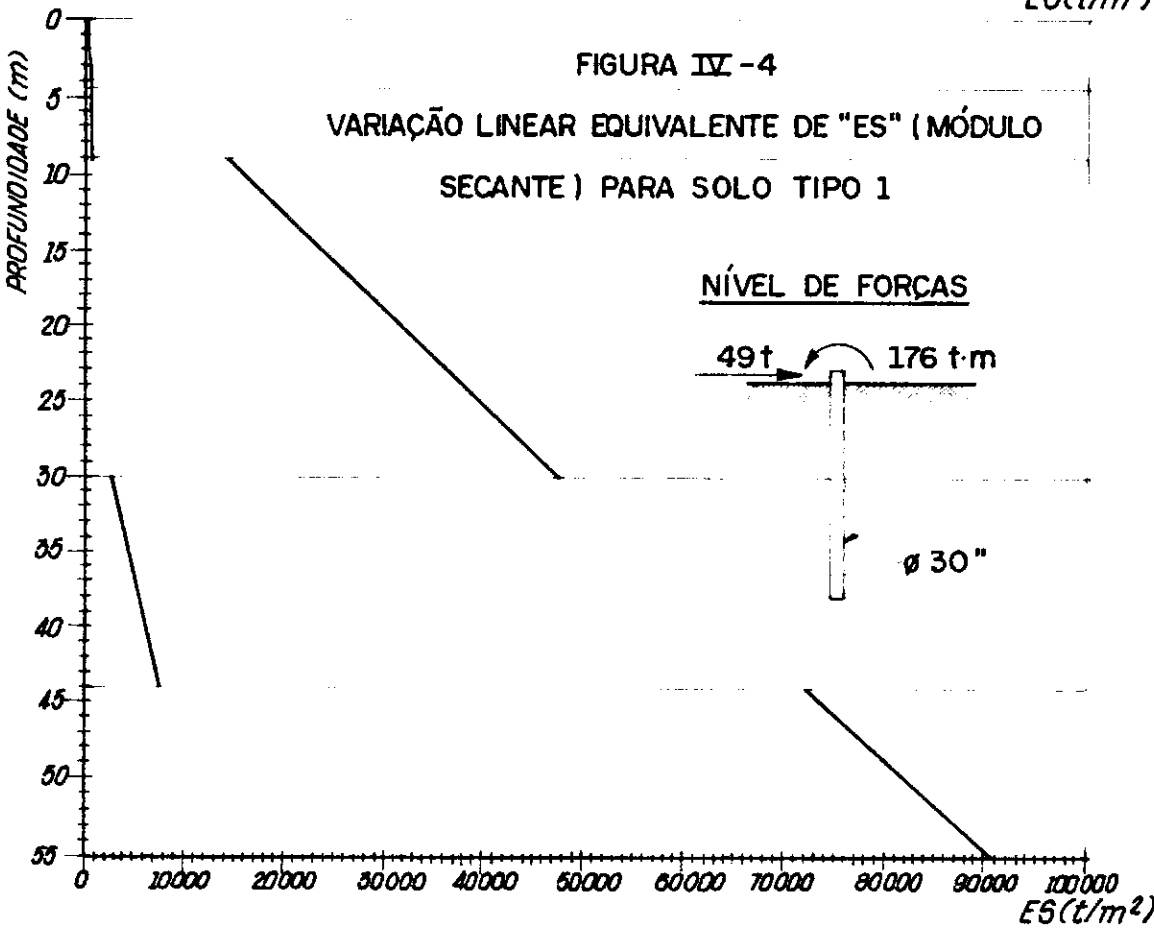 ES(t/m²)
FIGURA IV-4
VARIAÇÃO LINEAR EQUIVALENTE DE "ES" (MÓDULO
SECANTE) PARA SOLO TIPO 1
PROFUNDIDADE (m)
0
5
10
15
20
25
30
35
40
45
50
55
NÍVEL DE FORÇAS
49t 176 t·m
ø 30"
0 10000 20000 30000 40000 50000 60000 70000 80000 90000 100000
ES(t/m²)